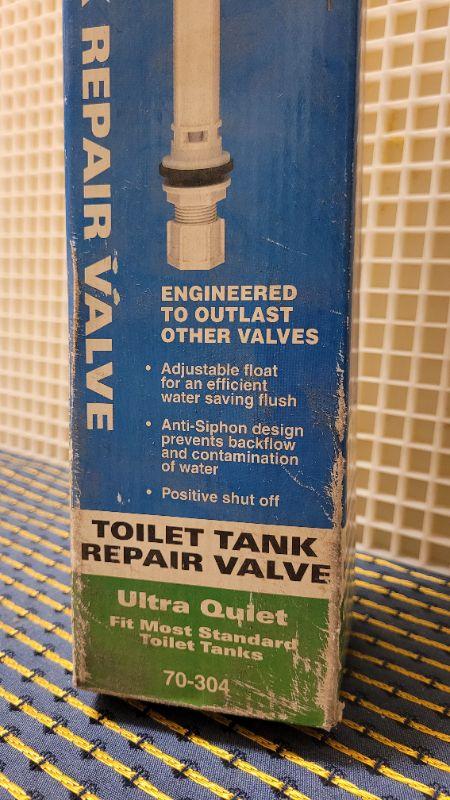 REPAIR VALVE
ENGINEERED
TO OUTLAST
OTHER VALVES
• Adjustable float
for an efficient
water saving flush
• Anti-Siphon design
prevents backflow
and contamination
of water
• Positive shut off
TOILET TANK
REPAIR VALVE
Ultra Quiet
Fit Most Standard
Toilet Tanks
70-304